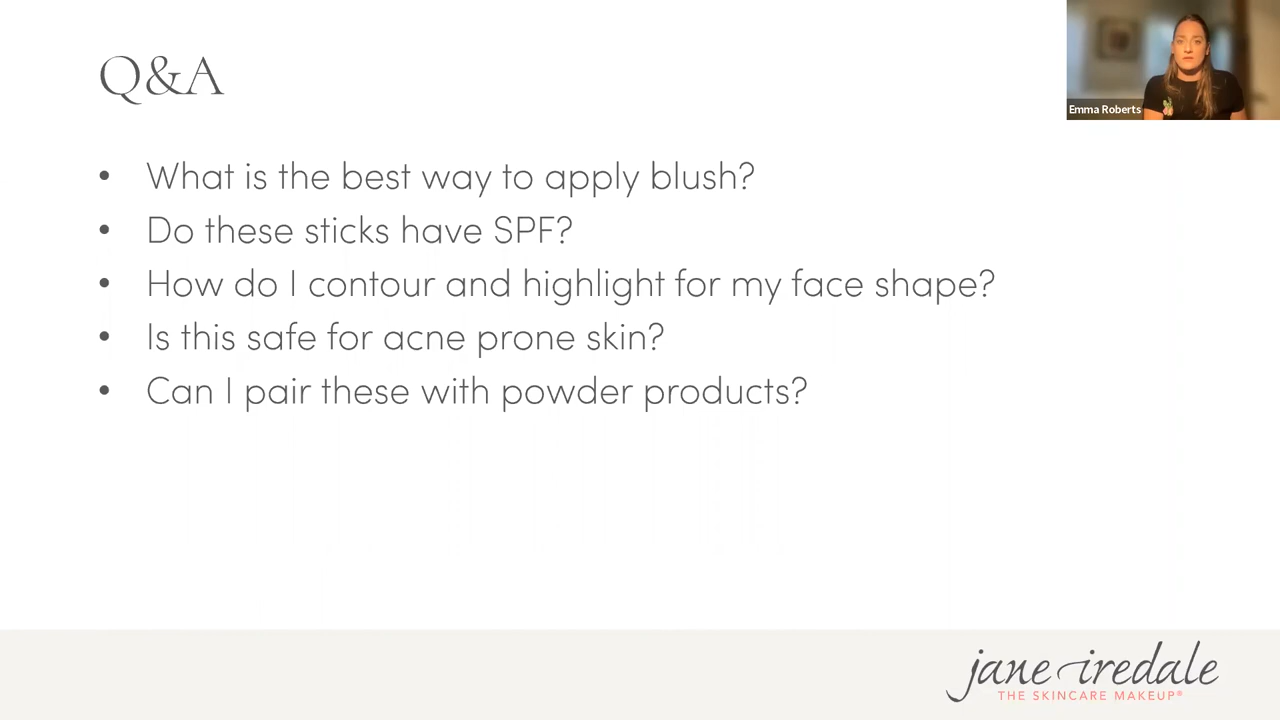 Q&A
Emma Roberts
• What is the best way to apply blush?
• Do these sticks have SPF?
• How do I contour and highlight for my face shape?
• Is this safe for acne prone skin?
• Can I pair these with powder products?
jane iredale
THE SKINCARE MAKEUP®